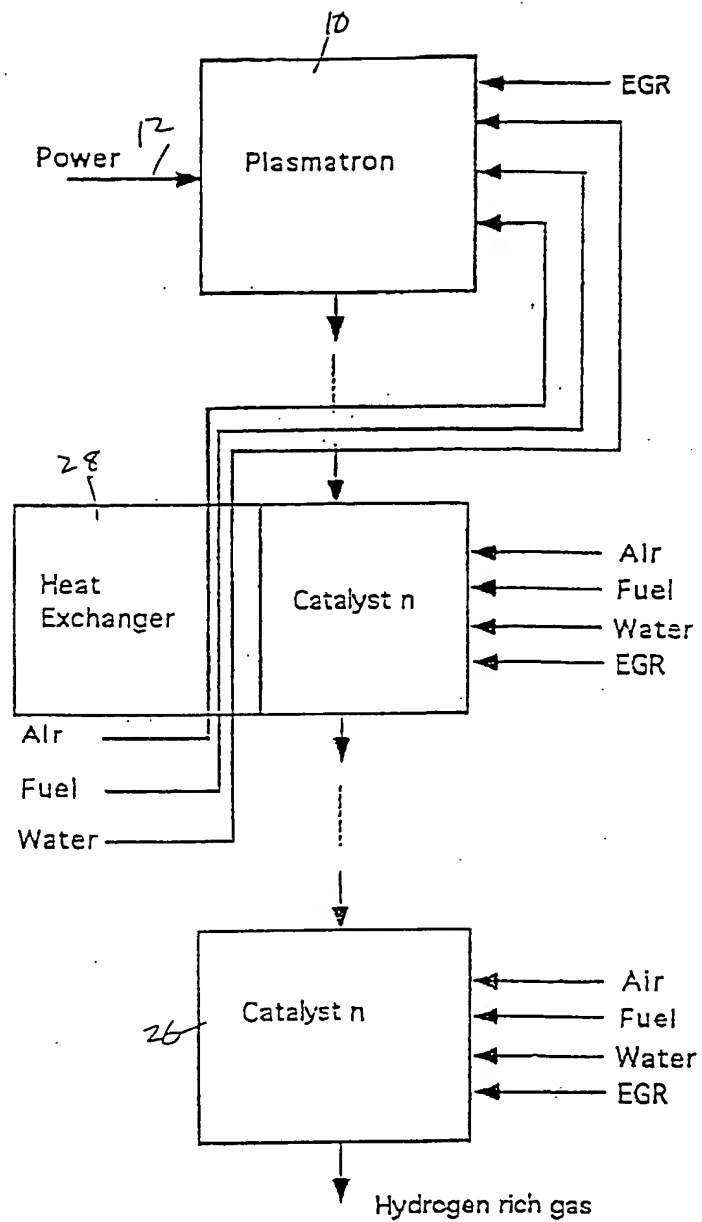 10
EGR
12
Power
Plasmatron
28
Heat
Exchanger
Catalyst n
Air
Fuel
Water
EGR
Air
Fuel
Water
26
Catalyst n
Air
Fuel
Water
EGR
Hydrogen rich gas